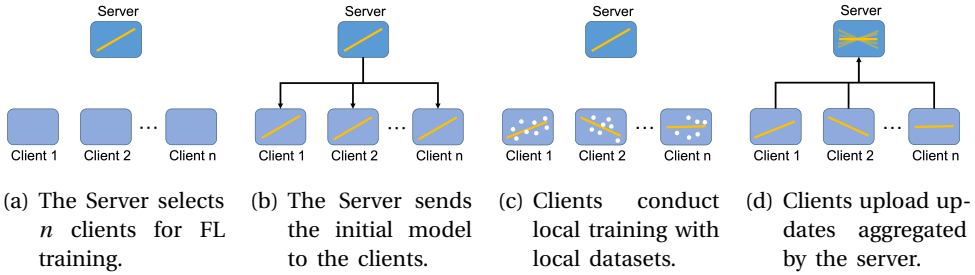 Server
Client 1 Client 2 ... Client n
(a) The Server selects
n clients for FL
training.
Server
Client 1 Client 2 ... Client n
(b) The Server sends
the initial model
to the clients.
Server
Client 1 Client 2 ... Client n
(c) Clients conduct
local training with
local datasets.
Server
Client 1 Client 2 ... Client n
(d) Clients upload up-
dates aggregated
by the server.